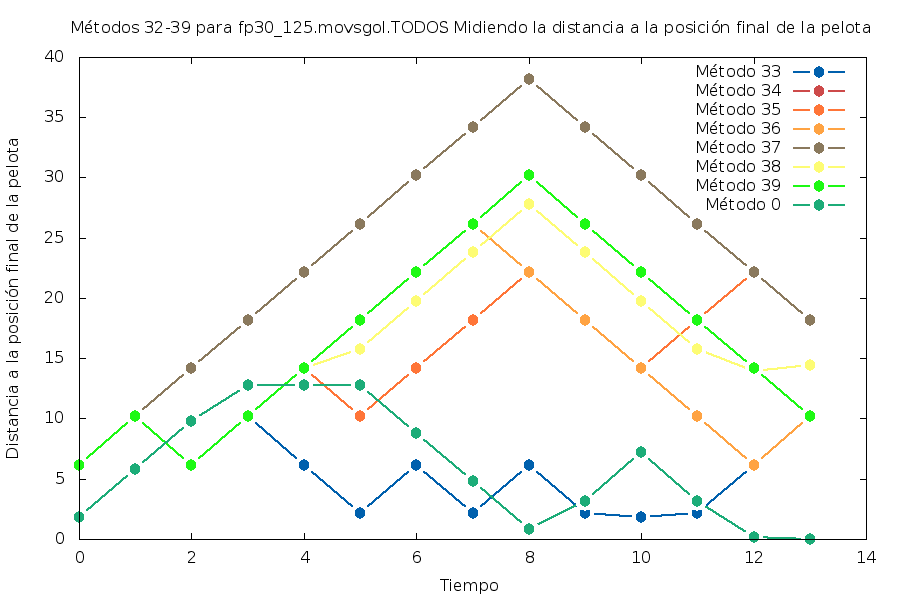 Métodos 32-39 para fp30_125.movsgol.TODOS Midiendo la distancia a la posición final de la pelota
Distancia a la posición final de la pelota
40
35
30
25
20
15
10
5
0
Método 33
Método 34
Método 35
Método 36
Método 37
Método 38
Método 39
Método 0
0 2 4 6 8 10 12 14
Tiempo